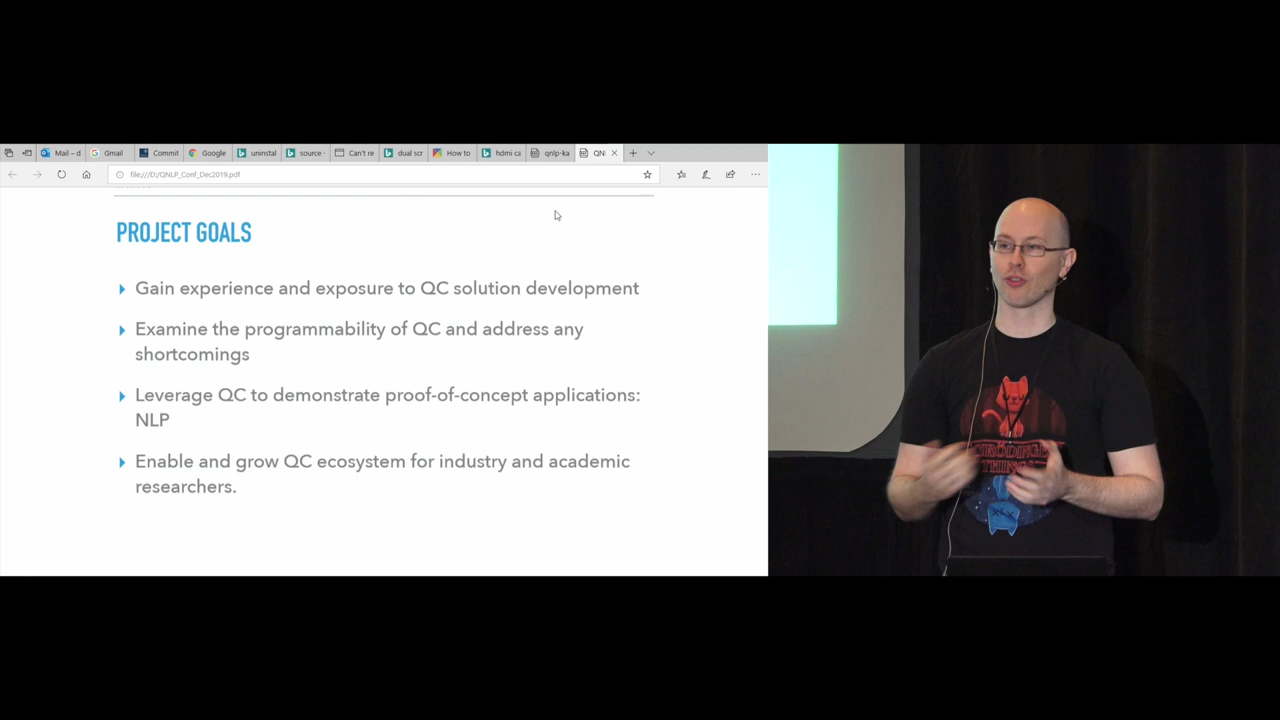 Mail – d
Gmail
Commit
Google
uninstal
source -
Can't re
dual scr
How to
hdmi ca
qnlp-ka
QNL
file:///D:/QNLP_Conf_Dec2019.pdf
PROJECT GOALS
Gain experience and exposure to QC solution development
Examine the programmability of QC and address any
shortcomings
Leverage QC to demonstrate proof-of-concept applications:
NLP
Enable and grow QC ecosystem for industry and academic
researchers.
THINGS